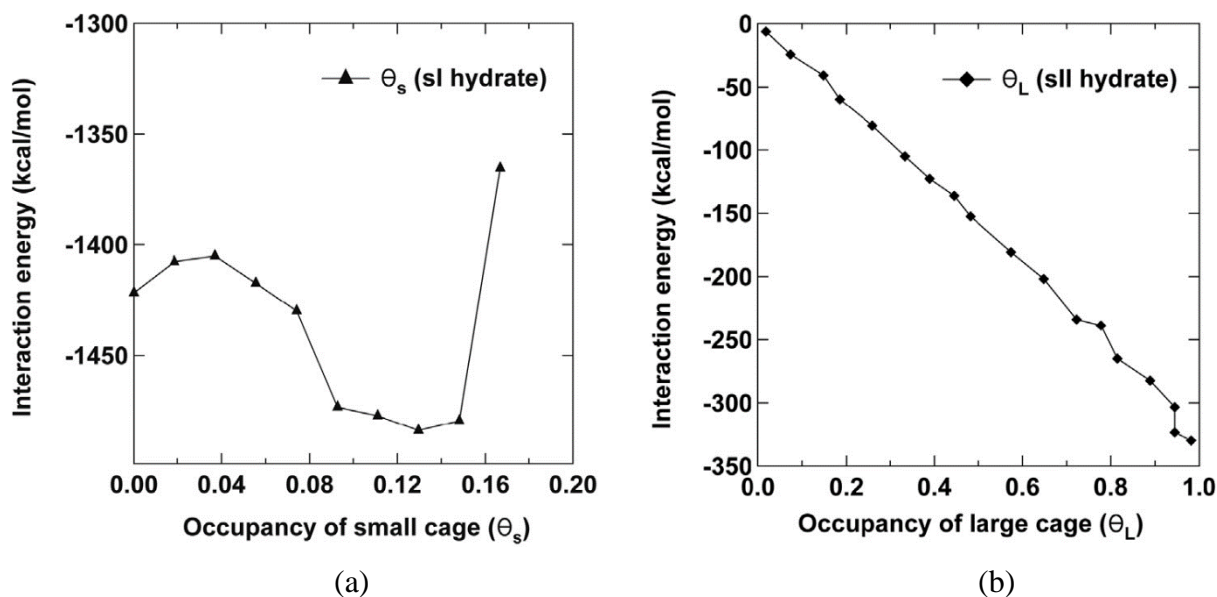 Interaction energy (kcal/mol)
-1300
-1350
-1400
-1450
0.00 0.04 0.08 0.12 0.16 0.20
Occupancy of small cage (θs)
θs (sI hydrate)
(a)
Interaction energy (kcal/mol)
0
-50
-100
-150
-200
-250
-300
-350
0.0 0.2 0.4 0.6 0.8 1.0
Occupancy of large cage (θL)
θL (sII hydrate)
(b)